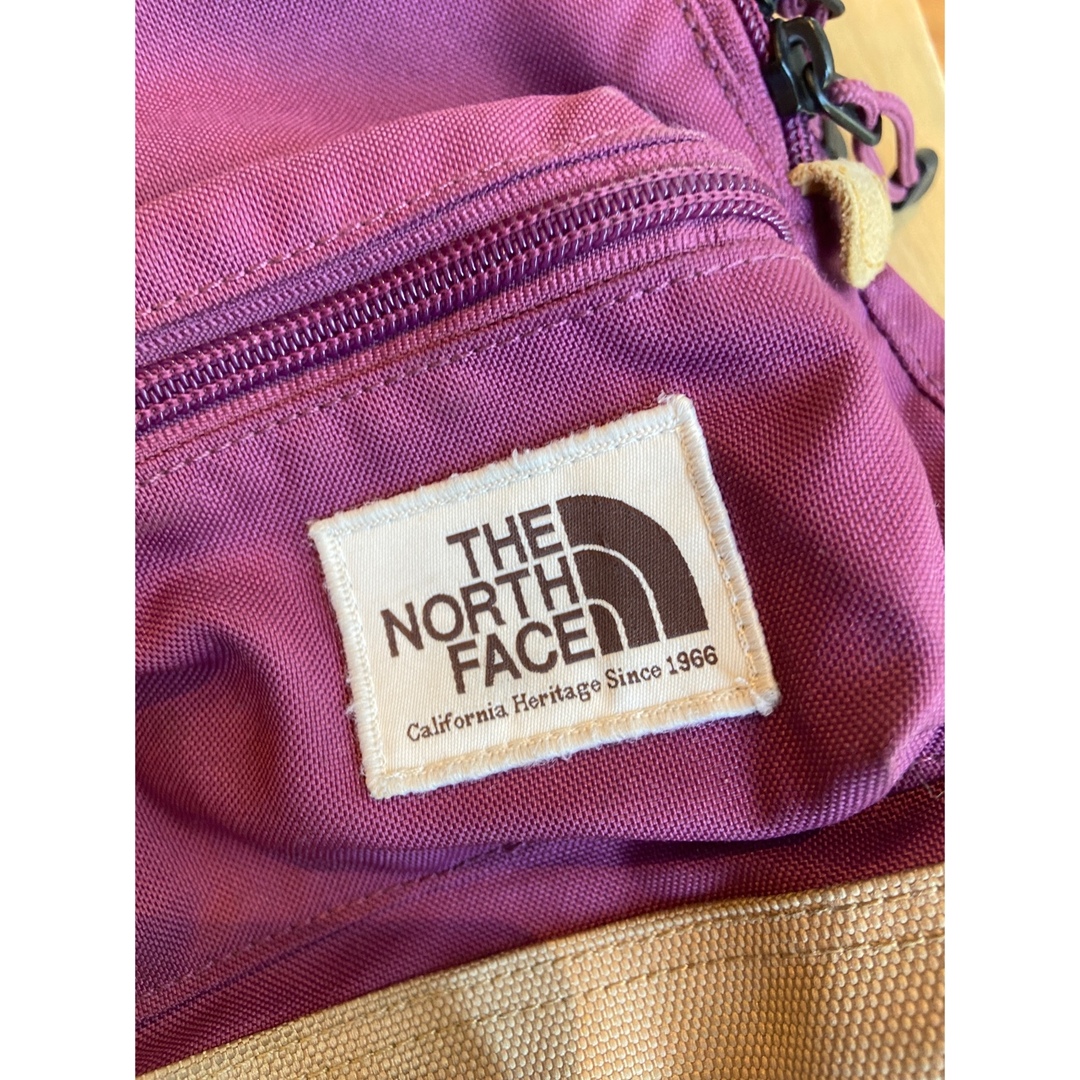 THE
NORTH
FACE
California Heritage Since 1966